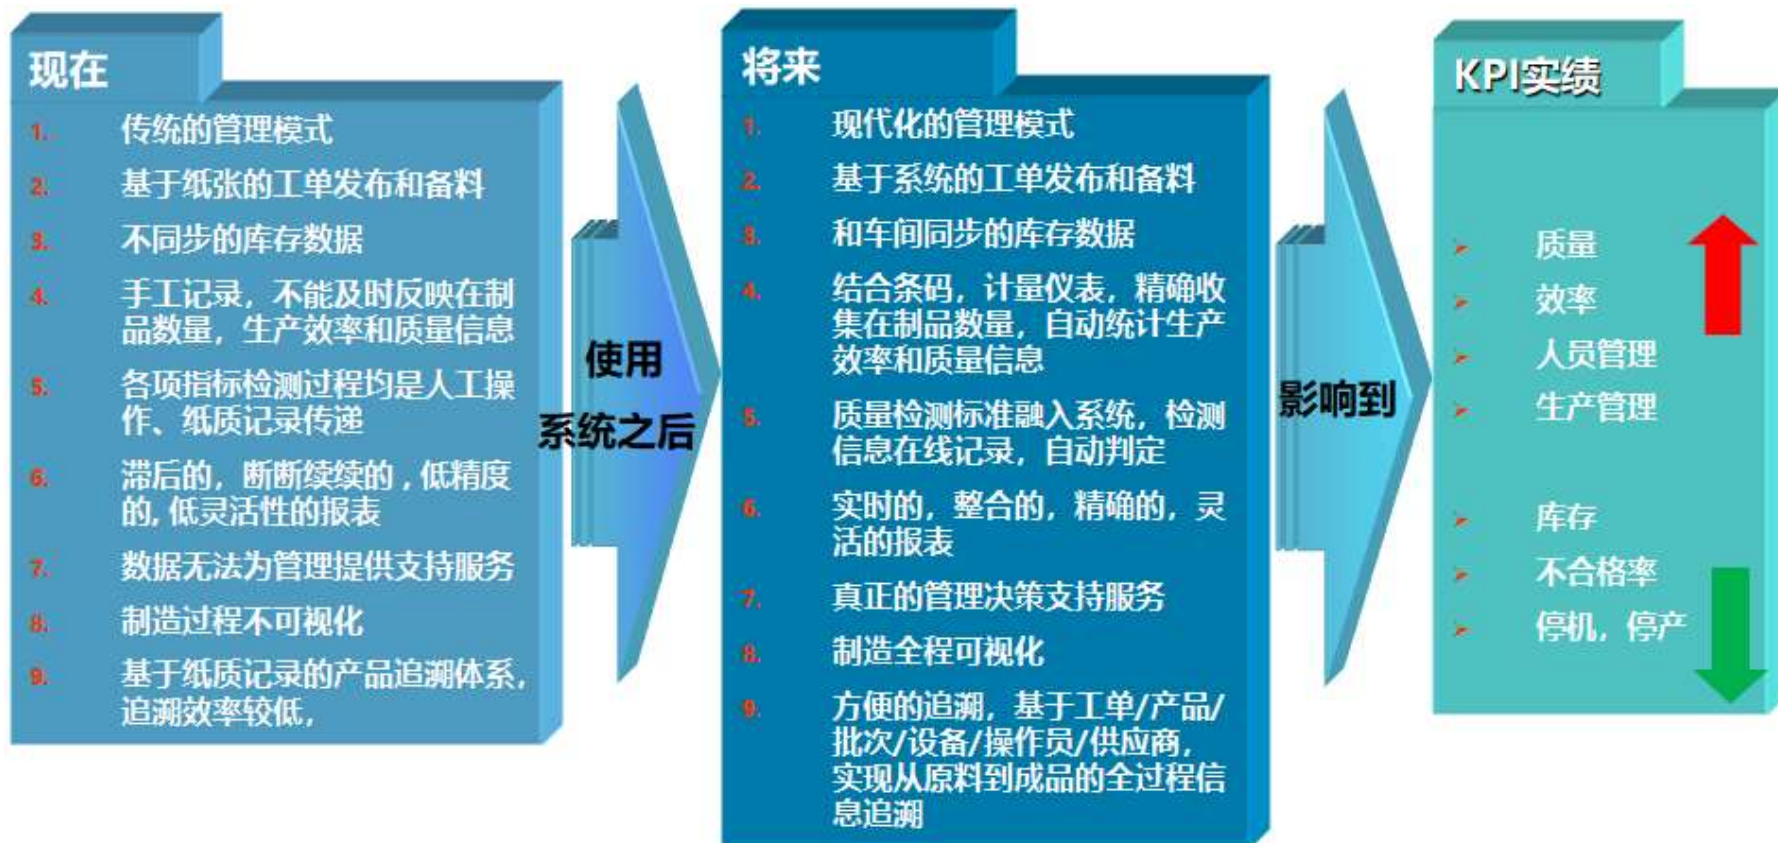 现在
1. 传统的管理模式
2. 基于纸张的工单发布和备料
3. 不同步的库存数据
4. 手工记录，不能及时反映在制
品数量，生产效率和质量信息
5. 各项指标检测过程均是人工操
作、纸质记录传递
6. 滞后的，断断续续的 , 低精度
的, 低灵活性的报表
7. 数据无法为管理提供支持服务
8. 制造过程不可视化
9. 基于纸质记录的产品追溯体系，
追溯效率较低，
使用
系统之后
将来
1. 现代化的管理模式
2. 基于系统的工单发布和备料
3. 和车间同步的库存数据
4. 结合条码，计量仪表，精确收
集在制品数量，自动统计生产
效率和质量信息
5. 质量检测标准融入系统，检测
信息在线记录，自动判定
6. 实时的，整合的，精确的，灵
活的报表
7. 真正的管理决策支持服务
8. 制造全程可视化
9. 方便的追溯，基于工单/产品/
批次/设备/操作员/供应商，
实现从原料到成品的全过程信
息追溯
影响到
KPI实绩
质量
效率
人员管理
生产管理
库存
不合格率
停机，停产